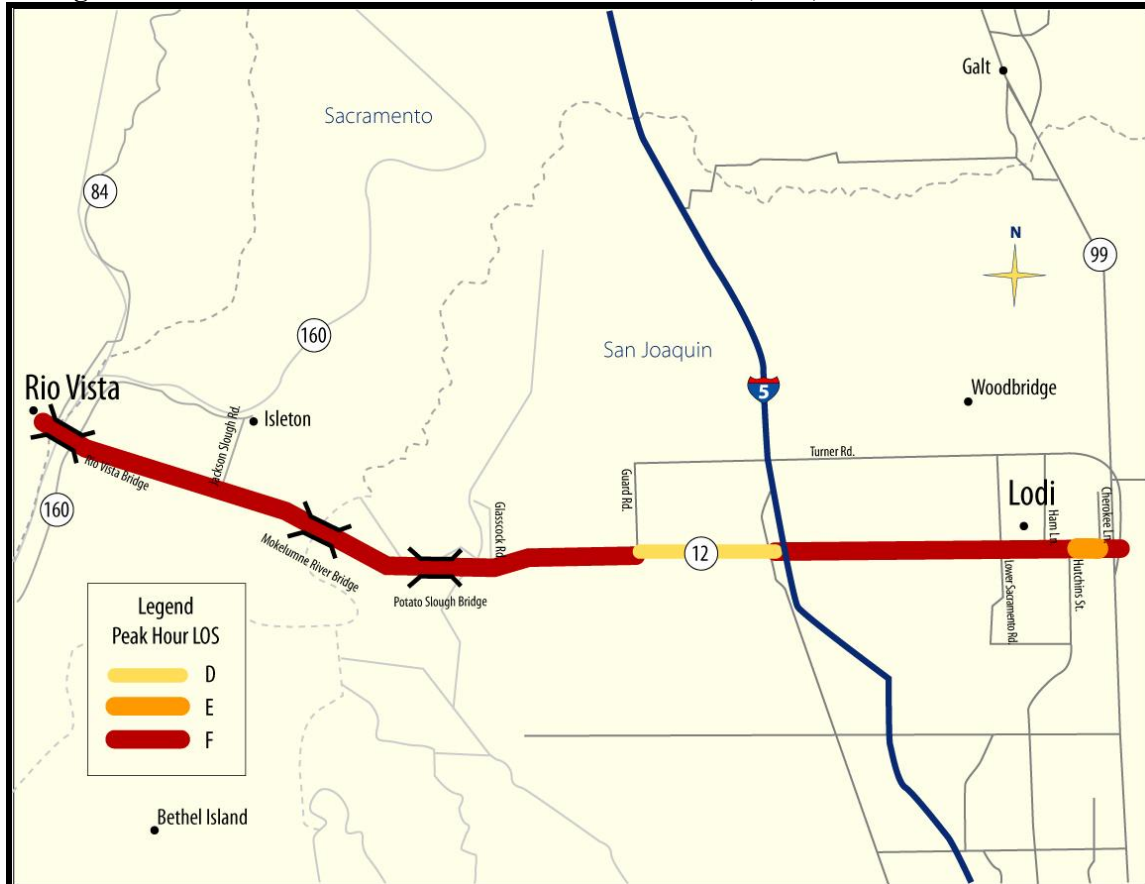 Galt
Sacramento
84
N
99
160
San Joaquin
5
Rio Vista
Isleton
Woodbridge
Jackson Slough Rd.
Turner Rd.
Rio Vista Bridge
Guard Rd.
Lodi
Ham Ln.
Cherokee Ln.
160
Glasscock Rd.
12
Mokelumne River Bridge
Potato Slough Bridge
Lower Sacramento Rd.
Hutchins St.
Legend
Peak Hour LOS
D
E
F
Bethel Island